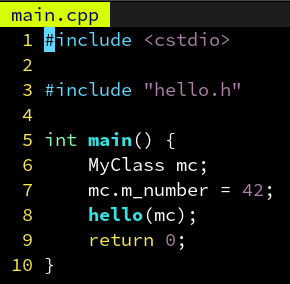 main.cpp
1 #include <cstdio>
2
3 #include "hello.h"
4
5 int main() {
6     MyClass mc;
7     mc.m_number = 42;
8     hello(mc);
9     return 0;
10 }